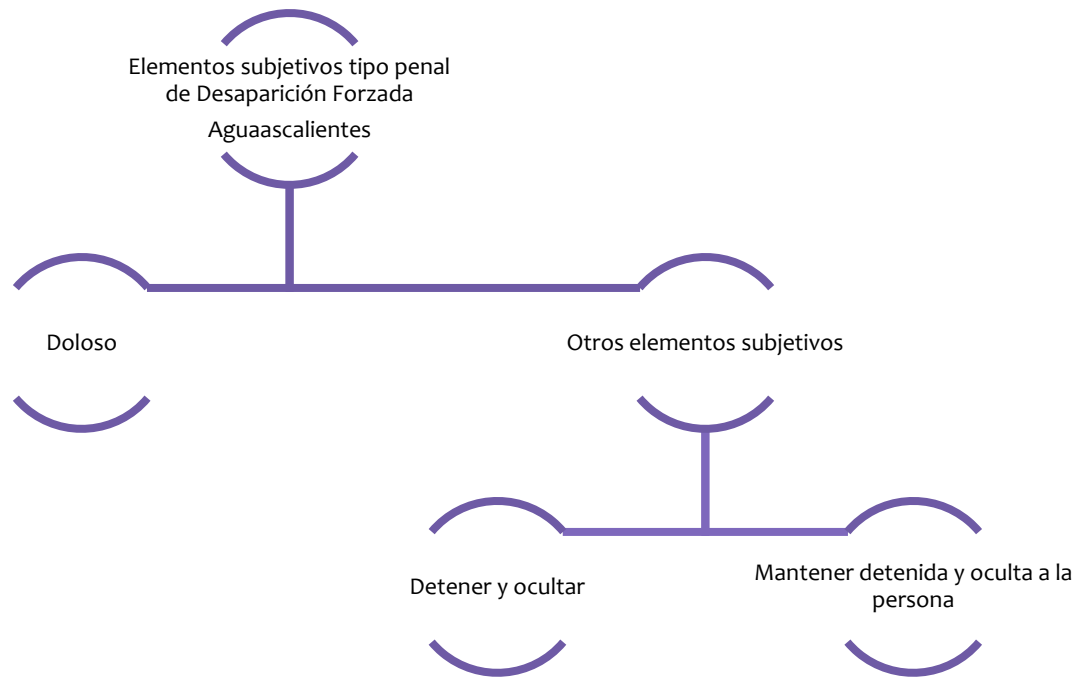 Elementos subjetivos tipo penal
de Desaparición Forzada
Aguaascalientes
Doloso
Otros elementos subjetivos
Detener y ocultar
Mantener detenida y oculta a la
persona